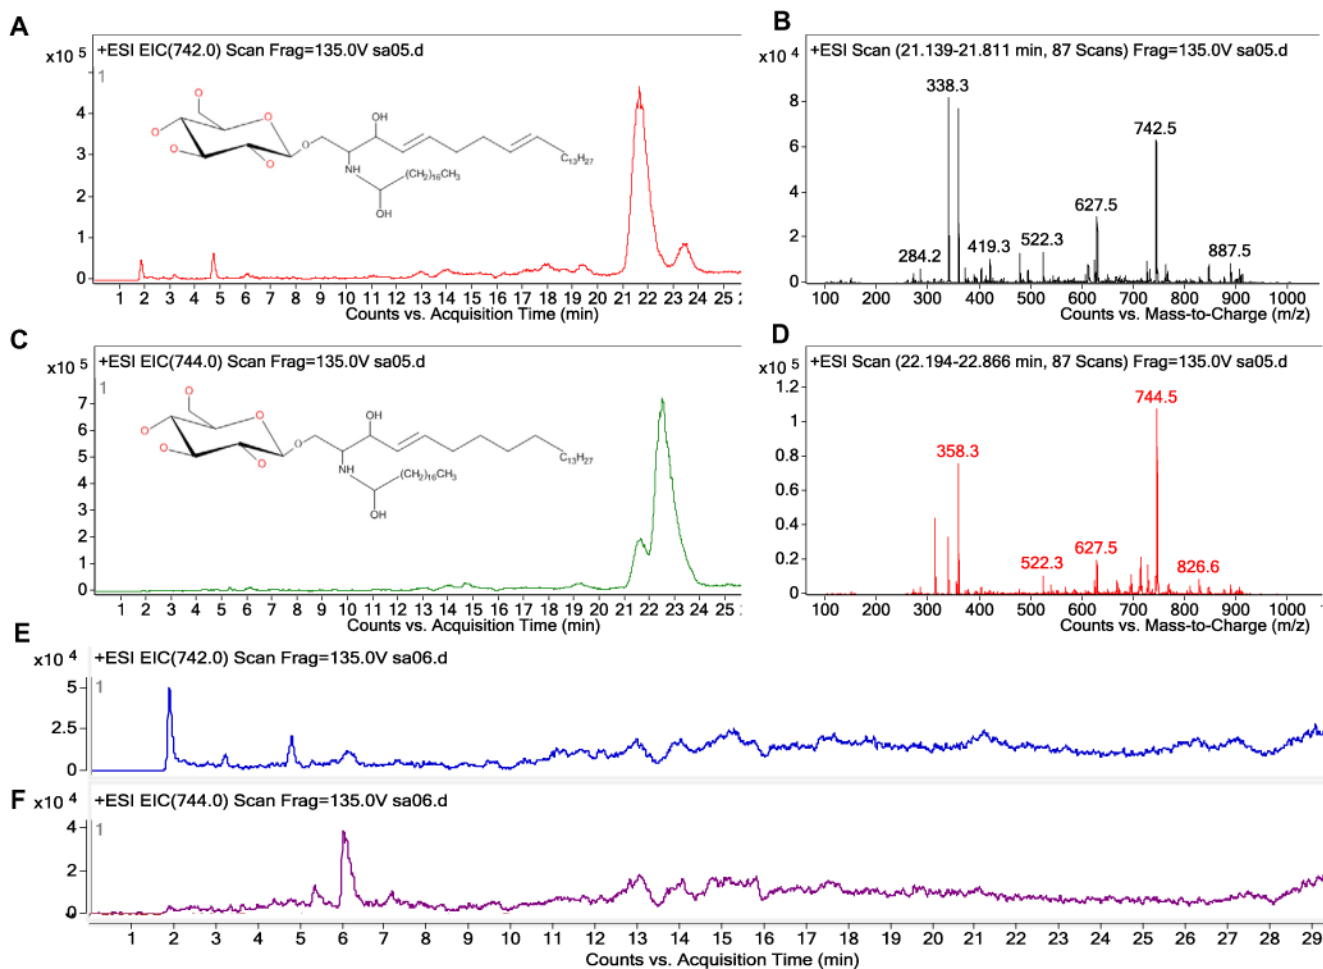 A
+ESI EIC(742.0) Scan Frag=135.0V sa05.d
x10 5
1
4
3
2
1
0
O
O
O
O
O
O
OH
NH
(CH2)16CH3
OH
C13H27
1 2 3 4 5 6 7 8 9 10 11 12 13 14 15 16 17 18 19 20 21 22 23 24 25
Counts vs. Acquisition Time (min)
B
+ESI Scan (21.139-21.811 min, 87 Scans) Frag=135.0V sa05.d
x10 4
8
6
4
2
0
338.3
742.5
627.5
522.3
419.3
284.2
887.5
100 200 300 400 500 600 700 800 900 1000
Counts vs. Mass-to-Charge (m/z)
C
+ESI EIC(744.0) Scan Frag=135.0V sa05.d
x10 5
1
7
6
5
4
3
2
1
0
O
O
O
O
O
O
OH
NH
(CH2)16CH3
OH
C13H27
1 2 3 4 5 6 7 8 9 10 11 12 13 14 15 16 17 18 19 20 21 22 23 24 25
Counts vs. Acquisition Time (min)
D
+ESI Scan (22.194-22.866 min, 87 Scans) Frag=135.0V sa05.d
x10 5
1.2
1
0.8
0.6
0.4
0.2
0
744.5
358.3
627.5
522.3
826.6
100 200 300 400 500 600 700 800 900 1000
Counts vs. Mass-to-Charge (m/z)
E
+ESI EIC(742.0) Scan Frag=135.0V sa06.d
x10 4
1
5
2.5
0
F
+ESI EIC(744.0) Scan Frag=135.0V sa06.d
x10 4
1
4
2
0
1 2 3 4 5 6 7 8 9 10 11 12 13 14 15 16 17 18 19 20 21 22 23 24 25 26 27 28 29
Counts vs. Acquisition Time (min)